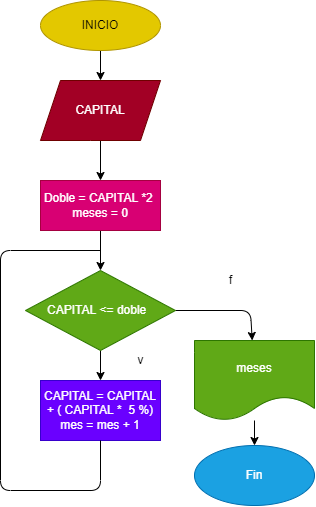 INICIO
CAPITAL
Doble = CAPITAL *2
meses = 0
CAPITAL <= doble
f
v
meses
CAPITAL = CAPITAL
+ ( CAPITAL * 5 %)
mes = mes + 1
Fin